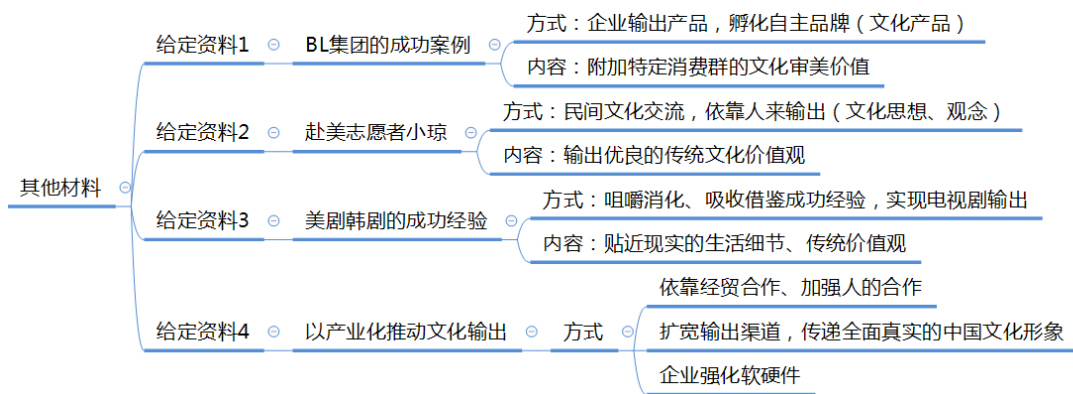 其他材料
给定资料1
BL集团的成功案例
方式：企业输出产品，孵化自主品牌（文化产品）
内容：附加特定消费群的文化审美价值
给定资料2
赴美志愿者小琼
方式：民间文化交流，依靠人来输出（文化思想、观念）
内容：输出优良的传统文化价值观
给定资料3
美剧韩剧的成功经验
方式：咀嚼消化、吸收借鉴成功经验，实现电视剧输出
内容：贴近现实的生活细节、传统价值观
给定资料4
以产业化推动文化输出
方式
依靠经贸合作、加强人的合作
扩宽输出渠道，传递全面真实的中国文化形象
企业强化软硬件